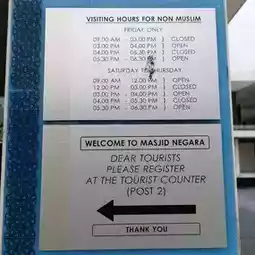 VISITING HOURS FOR NON MUSLIM
FRIDAY ONLY
09.00 AM - 03.00 PM } CLOSED
03.00 PM - 04.00 PM } OPEN
04.00 PM - 05.30 PM } CLOSED
05.30 PM - 06.30 PM } OPEN
SATURDAY TO THURSDAY
09.00 AM - 12.00 PM } OPEN
12.00 PM - 03.00 PM } CLOSED
03.00 PM - 04.00 PM } OPEN
04.00 PM - 05.30 PM } CLOSED
05.30 PM - 06.30 PM } OPEN
WELCOME TO MASJID NEGARA
DEAR TOURISTS
PLEASE REGISTER
AT THE TOURIST COUNTER
(POST 2)
THANK YOU